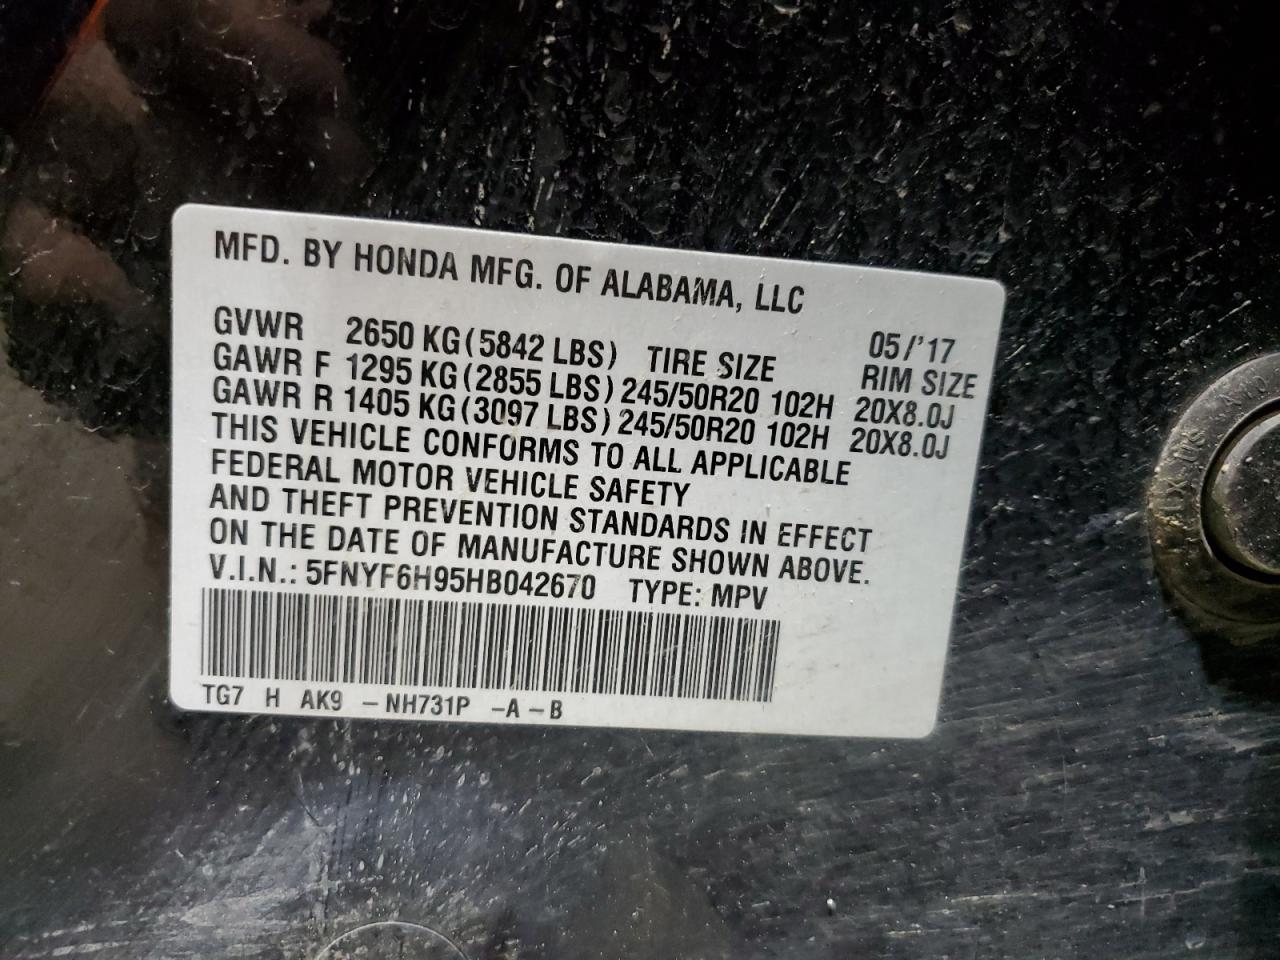 MFD. BY HONDA MFG. OF ALABAMA, LLC
GVWR 2650 KG (5842 LBS) TIRE SIZE 05/'17
RIM SIZE
GAWR F 1295 KG (2855 LBS) 245/50R20 102H 20X8.0J
GAWR R 1405 KG (3097 LBS) 245/50R20 102H 20X8.0J
THIS VEHICLE CONFORMS TO ALL APPLICABLE
FEDERAL MOTOR VEHICLE SAFETY
AND THEFT PREVENTION STANDARDS IN EFFECT
ON THE DATE OF MANUFACTURE SHOWN ABOVE.
V.I.N.: 5FNYF6H95HB042670 TYPE: MPV
TG7 H AK9 – NH731P –A – B